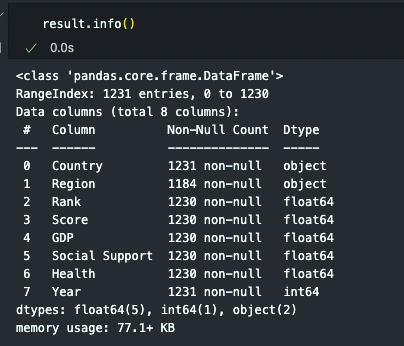 result.info()
✓ 0.0s
<class 'pandas.core.frame.DataFrame'>
RangeIndex: 1231 entries, 0 to 1230
Data columns (total 8 columns):
 #   Column          Non-Null Count  Dtype
---  ------          --------------  -----
 0   Country         1231 non-null   object
 1   Region          1184 non-null   object
 2   Rank            1230 non-null   float64
 3   Score           1230 non-null   float64
 4   GDP             1230 non-null   float64
 5   Social Support  1230 non-null   float64
 6   Health          1230 non-null   float64
 7   Year            1231 non-null   int64
dtypes: float64(5), int64(1), object(2)
memory usage: 77.1+ KB